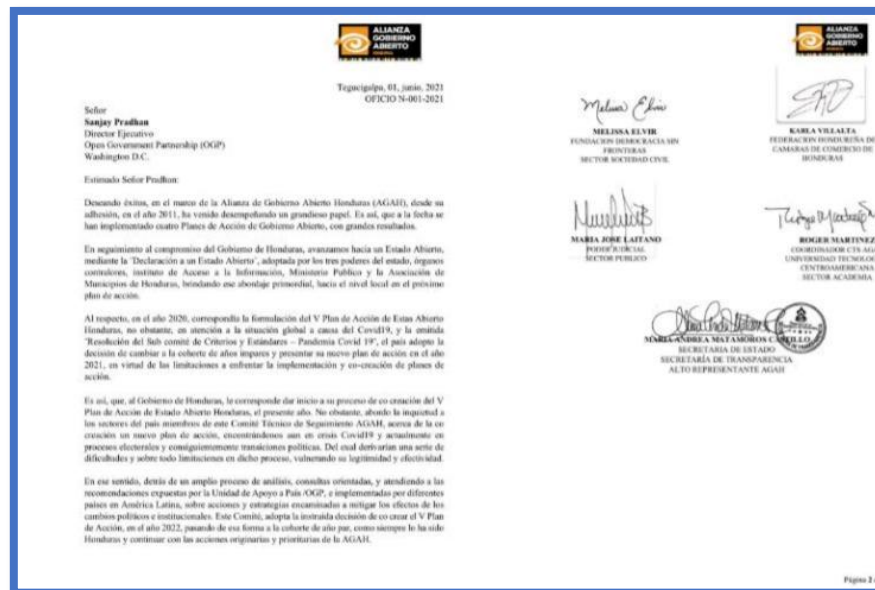 ALIANZA
GOBIERNO
ABIERTO
Tegucigalpa, 01, junio, 2021
OFICIO N-001-2021
Señor
Sanjay Pradhan
Director Ejecutivo
Open Government Partnership (OGP)
Washington D.C.
Estimado Señor Pradhan:
Deseando éxitos, en el marco de la Alianza de Gobierno Abierto Honduras (AGAH), desde su
adhesión, en el año 2011, ha venido desempeñando un grandioso papel. Es así, que a la fecha se
han implementado cuatro Planes de Acción de Gobierno Abierto, con grandes resultados.
En seguimiento al compromiso del Gobierno de Honduras, avanzamos hacia un Estado Abierto,
mediante la "Declaración a un Estado Abierto", adoptada por los tres poderes del estado, órganos
contralores, instituto de Acceso a la Información, Ministerio Publico y la Asociación de
Municipios de Honduras, brindando ese abordaje primordial, hacia el nivel local en el próximo
plan de acción.
Al respecto, en el año 2020, correspondía la formulación del V Plan de Acción de Estas Abierto
Honduras, no obstante, en atención a la situación global a causa del Covid19, y la emitida
"Resolución del Sub comité de Criterios y Estándares – Pandemia Covid 19", el país adopto la
decisión de cambiar a la cohorte de años impares y presentar su nuevo plan de acción en el año
2021, en virtud de las limitaciones a enfrentar la implementación y co-creación de planes de
acción.
Es así, que, al Gobierno de Honduras, le corresponde dar inicio a su proceso de co creación del V
Plan de Acción de Estado Abierto Honduras, el presente año. No obstante, abordo la inquietud a
los sectores del país miembros de este Comité Técnico de Seguimiento AGAH, acerca de la co
creación un nuevo plan de acción, encontrándonos aun en crisis Covid19 y actualmente en
procesos electorales y consiguientemente transiciones políticas. Del cual derivarían una serie de
dificultades y sobre todo limitaciones en dicho proceso, vulnerando su legitimidad y efectividad.
En ese sentido, detrás de un amplio proceso de análisis, consultas orientadas, y atendiendo a las
recomendaciones expuestas por la Unidad de Apoyo a País /OGP, e implementadas por diferentes
países en América Latina, sobre acciones y estrategias encaminadas a mitigar los efectos de los
cambios políticos e institucionales. Este Comité, adopta la instruida decisión de co crear el V Plan
de Acción, en el año 2022, pasando de esa forma a la cohorte de año par, como siempre lo ha sido
Honduras y continuar con las acciones originarias y prioritarias de la AGAH.
ALIANZA
GOBIERNO
ABIERTO
Melissa Elvir
MELISSA ELVIR
FUNDACION DEMOCRACIA SIN
FRONTERAS
SECTOR SOCIEDAD CIVIL
KARLA VILLALTA
FEDERACION HONDUREÑA DE
CAMARAS DE COMERCIO DE
HONDURAS
MARIA JOSE LAITANO
PODER JUDICIAL
SECTOR PUBLICO
ROGER MARTINEZ
COORDINADOR CTS AGAH
UNIVERSIDAD TECNOLOGICA
CENTROAMERICANA
SECTOR ACADEMIA
MARIA ANDREA MATAMOROS CASTILLO
SECRETARIA DE ESTADO
SECRETARÍA DE TRANSPARENCIA
ALTO REPRESENTANTE AGAH
Página 2